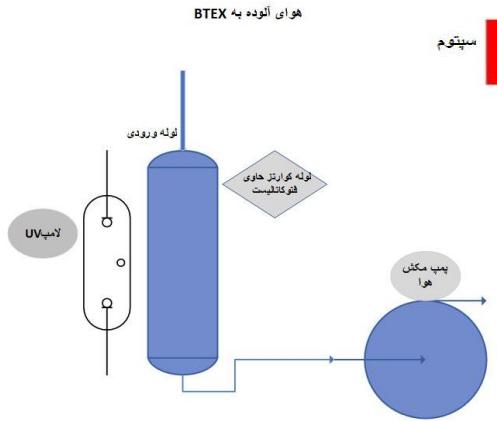 هوای آلوده به BTEX
سپتوم
لوله ورودی
لوله کوارتز حاوی
فتوکاتالیست
لامپUV
پمپ مکش
هوا